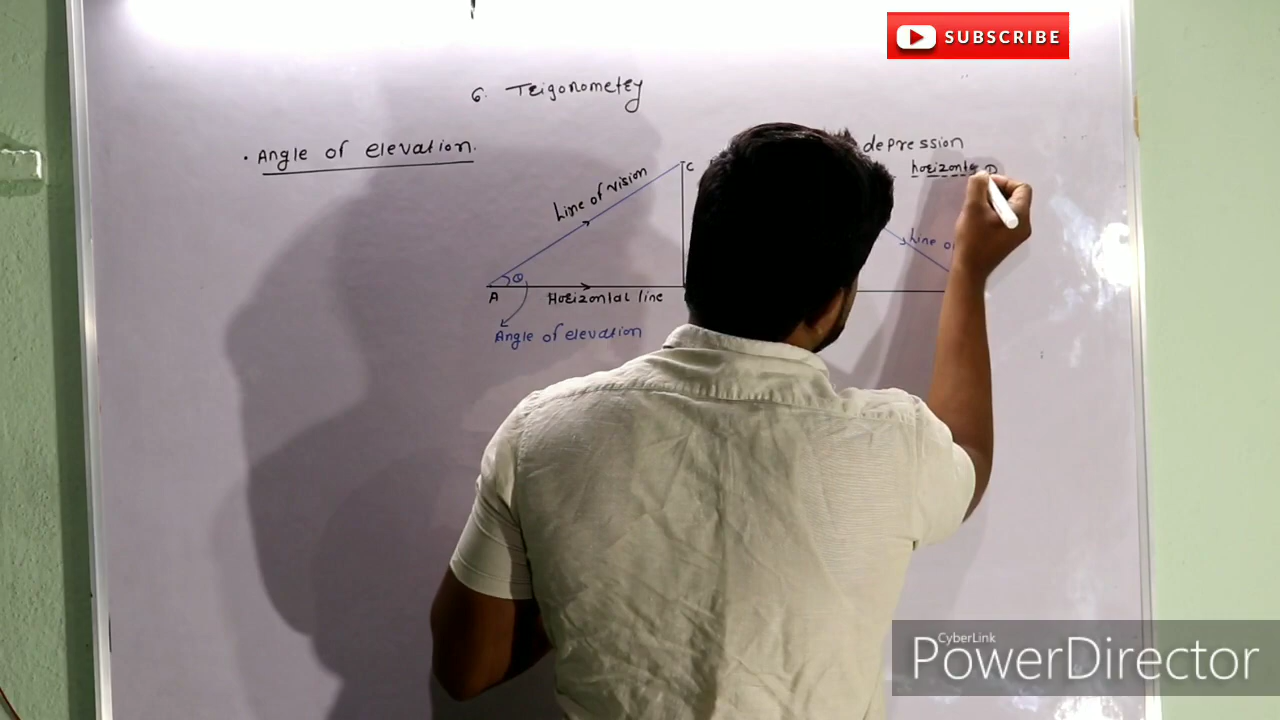 SUBSCRIBE
6. Trigonometry
• Angle of elevation.
depression
C
Line of vision
θ
A
Horizontal line
Angle of elevation
D
Line
CyberLink
PowerDirector